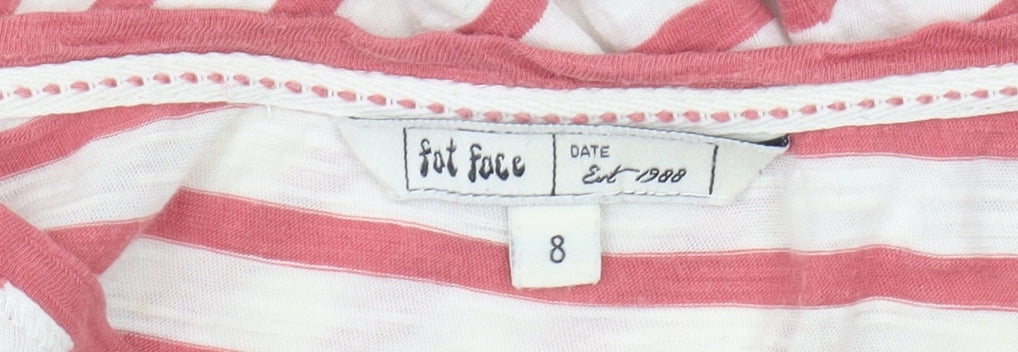 fat face
DATE
Est 1988
8